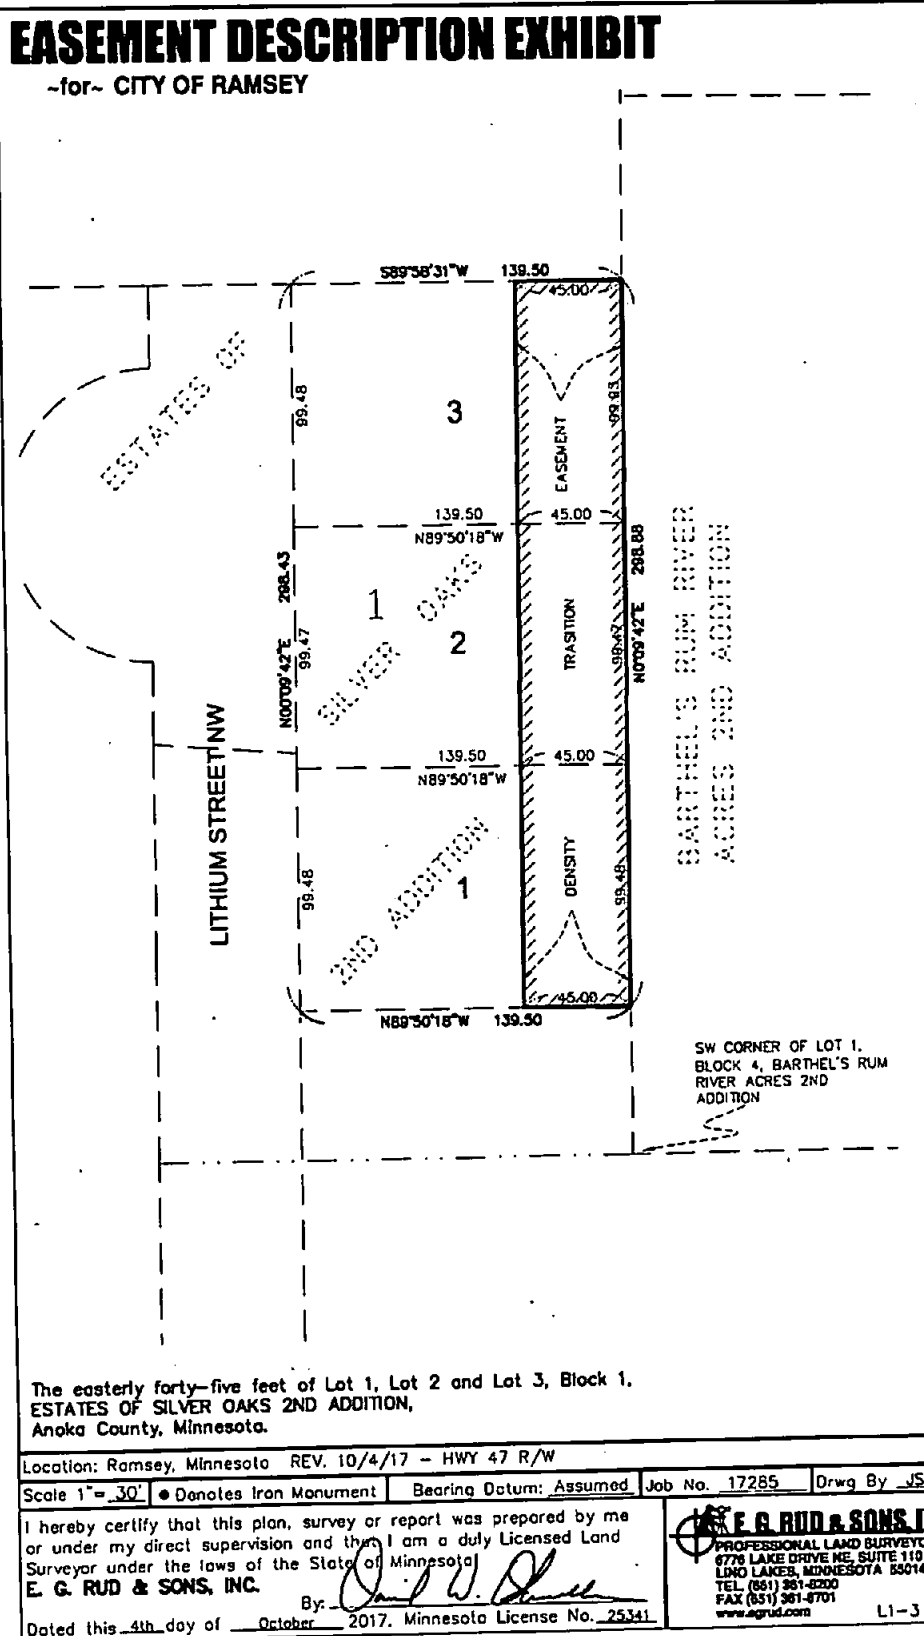 EASEMENT DESCRIPTION EXHIBIT
~for~ CITY OF RAMSEY
S89°58'31"W 139.50
45.00
ESTATES OF
99.48
3
99.93
EASEMENT
139.50
45.00
N89°50'18"W
BARTHEL'S RUM RIVER
ACRES 2ND ADDITION
N00°09'42"E 298.43
N0°09'42"E 298.88
1
SILVER OAKS
2
99.47
TRASITION
99.47
139.50
45.00
N89°50'18"W
LITHIUM STREET NW
2ND ADDITION
1
99.48
DENSITY
99.48
45.00
N89°50'18"W 139.50
SW CORNER OF LOT 1,
BLOCK 4, BARTHEL'S RUM
RIVER ACRES 2ND
ADDITION
The easterly forty-five feet of Lot 1, Lot 2 and Lot 3, Block 1,
ESTATES OF SILVER OAKS 2ND ADDITION,
Anoka County, Minnesota.
Location: Ramsey, Minnesota REV. 10/4/17 - HWY 47 R/W
Scale 1"= 30' ● Denotes Iron Monument Bearing Datum: Assumed Job No. 17285 Drwg By JS
I hereby certify that this plan, survey or report was prepared by me
or under my direct supervision and that I am a duly Licensed Land
Surveyor under the laws of the State of Minnesota
E. G. RUD & SONS, INC.
By:
Dated this 4th day of October 2017. Minnesota License No. 25341
E. G. RUD & SONS, I
PROFESSIONAL LAND SURVEYO
6776 LAKE DRIVE NE, SUITE 110
LINO LAKES, MINNESOTA 55014
TEL. (651) 361-8200
FAX (651) 361-8701
www.egrud.com
L1-3